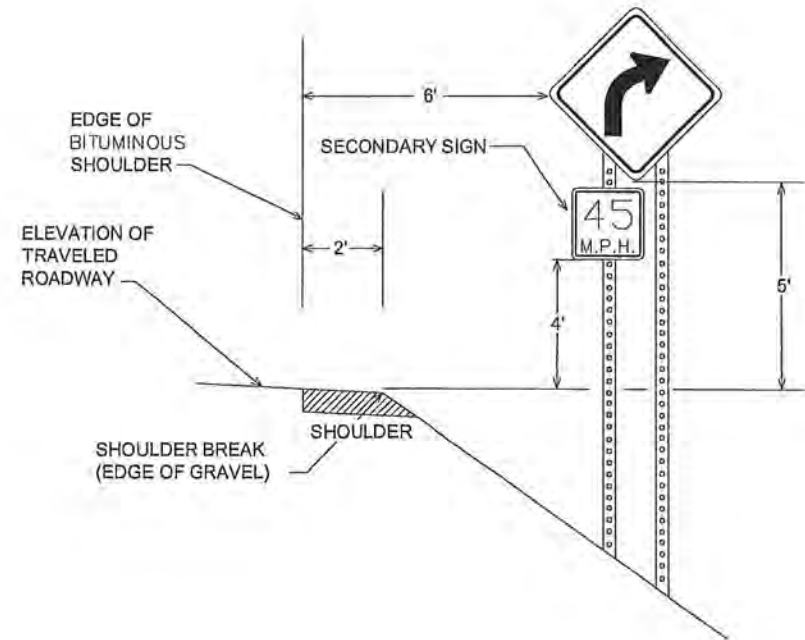 6'
EDGE OF
BITUMINOUS
SHOULDER
SECONDARY SIGN
45
M.P.H.
ELEVATION OF
TRAVELED
ROADWAY
2'
5'
4'
SHOULDER
SHOULDER BREAK
(EDGE OF GRAVEL)